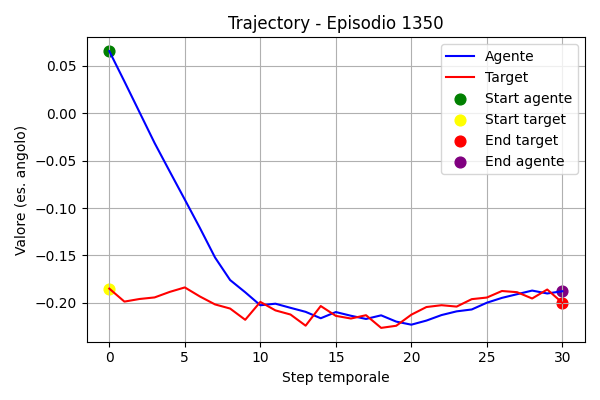 Trajectory - Episodio 1350
Valore (es. angolo)
0.05
0.00
−0.05
−0.10
−0.15
−0.20
Agente
Target
Start agente
Start target
End target
End agente
0 5 10 15 20 25 30
Step temporale